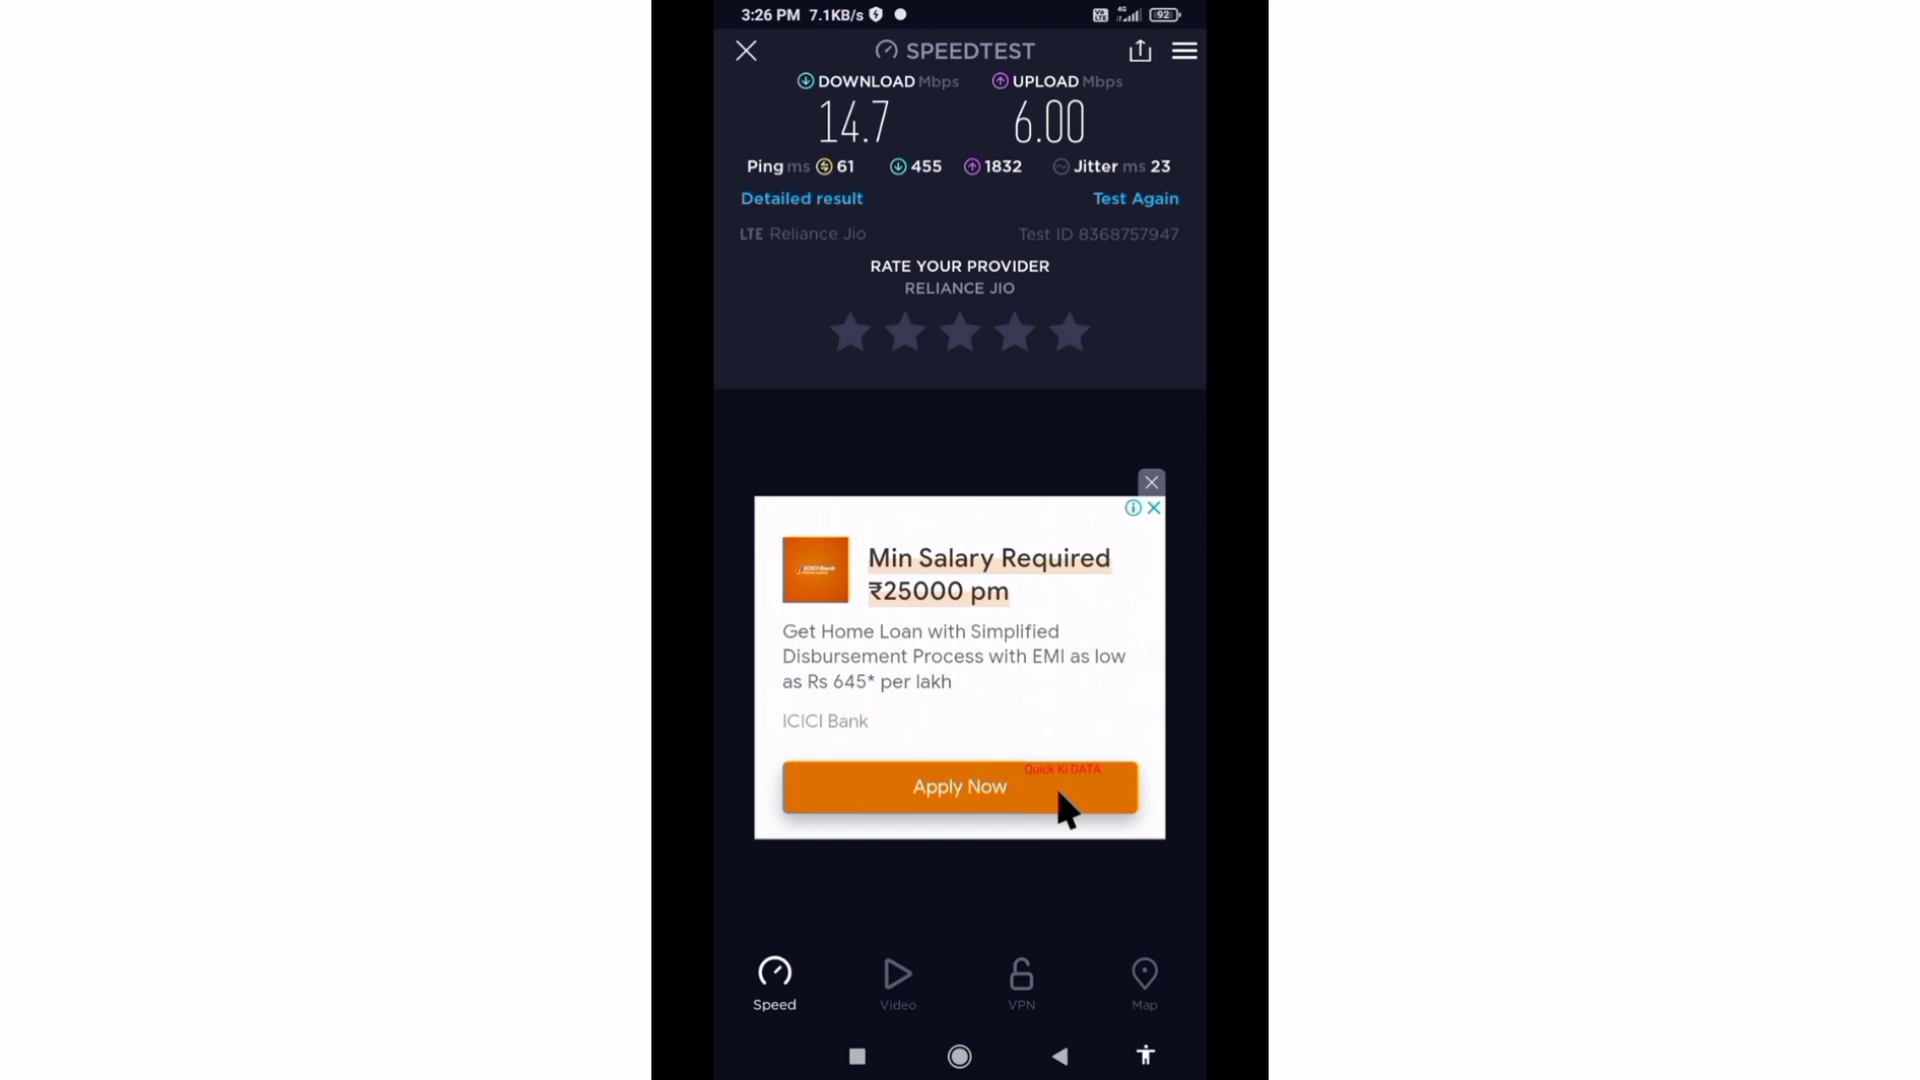 3:26 PM 7.1KB/s 4G 92
SPEEDTEST
DOWNLOAD Mbps UPLOAD Mbps
14.7 6.00
Ping ms 61 455 1832 Jitter ms 23
Detailed result Test Again
LTE Reliance Jio Test ID 8368757947
RATE YOUR PROVIDER
RELIANCE JIO
Min Salary Required
₹25000 pm
ICICI Bank
Get Home Loan with Simplified
Disbursement Process with EMI as low
as Rs 645* per lakh
ICICI Bank
Quick Ki DATA
Apply Now
Speed Video VPN Map